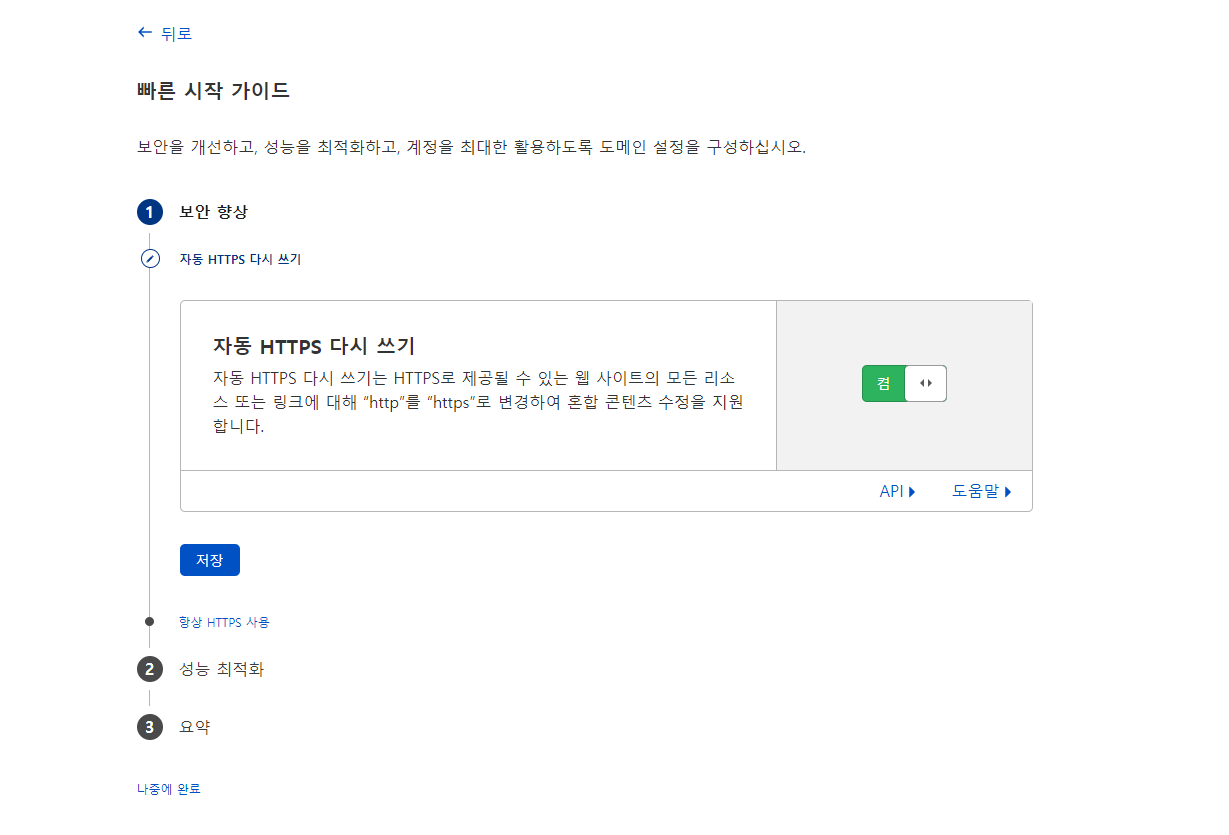 ← 뒤로
빠른 시작 가이드
보안을 개선하고, 성능을 최적화하고, 계정을 최대한 활용하도록 도메인 설정을 구성하십시오.
1 보안 향상
자동 HTTPS 다시 쓰기
자동 HTTPS 다시 쓰기
자동 HTTPS 다시 쓰기는 HTTPS로 제공될 수 있는 웹 사이트의 모든 리소
스 또는 링크에 대해 “http”를 “https”로 변경하여 혼합 콘텐츠 수정을 지원
합니다.
켬
API
도움말
저장
항상 HTTPS 사용
2 성능 최적화
3 요약
나중에 완료